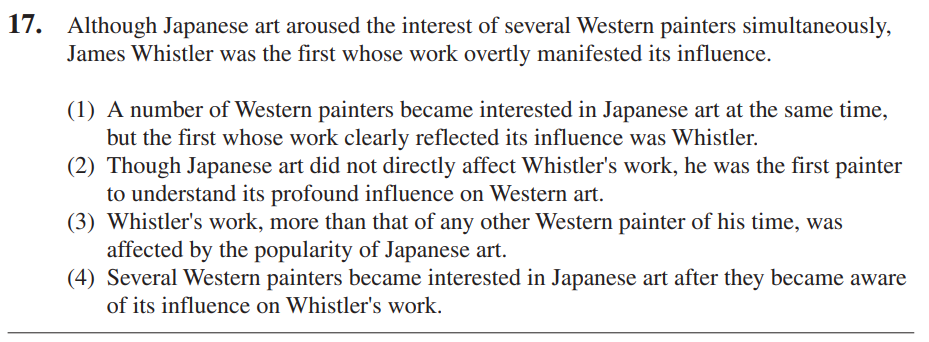 17. Although Japanese art aroused the interest of several Western painters simultaneously,
James Whistler was the first whose work overtly manifested its influence.
(1) A number of Western painters became interested in Japanese art at the same time,
but the first whose work clearly reflected its influence was Whistler.
(2) Though Japanese art did not directly affect Whistler's work, he was the first painter
to understand its profound influence on Western art.
(3) Whistler's work, more than that of any other Western painter of his time, was
affected by the popularity of Japanese art.
(4) Several Western painters became interested in Japanese art after they became aware
of its influence on Whistler's work.